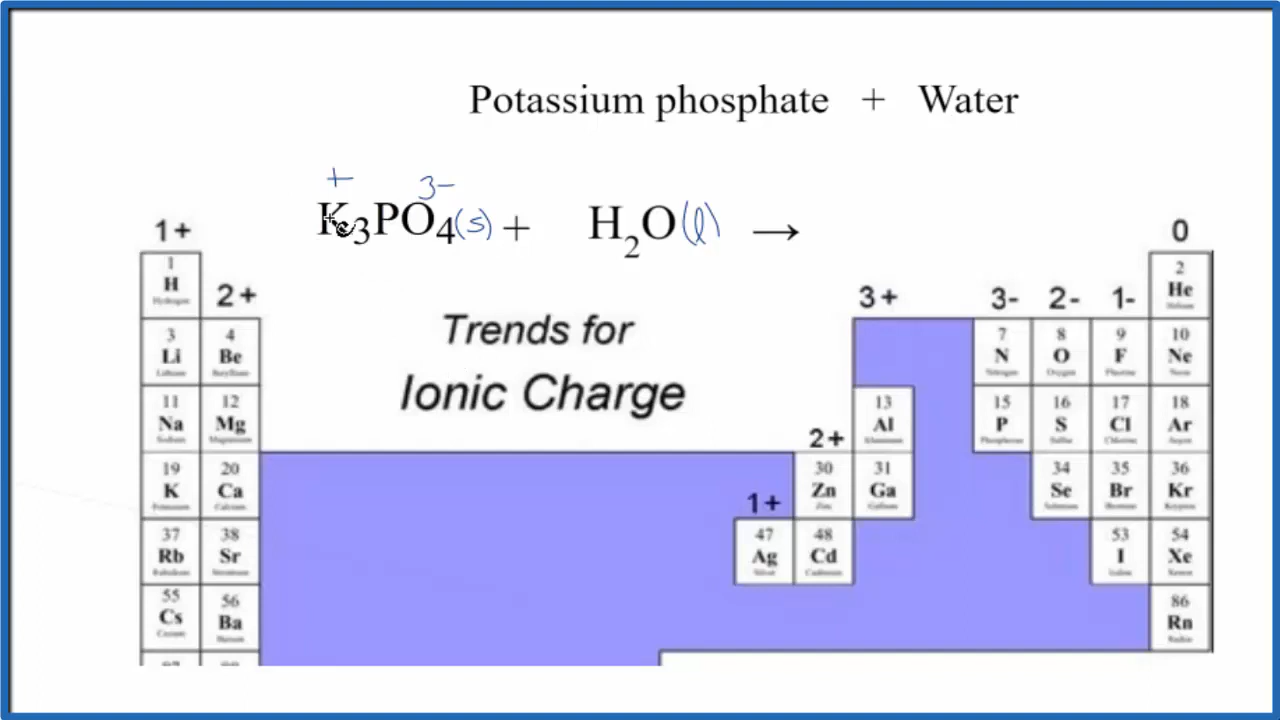 Potassium phosphate + Water
+ 3-
K3PO4(s) + H2O(l) →
1+ 0
1 2
H He
Hydrogen Helium
2+ 3+ 3- 2- 1-
Trends for
Ionic Charge
3 4 7 8 9 10
Li Be N O F Ne
Lithium Beryllium Nitrogen Oxygen Fluorine Neon
11 12 13 15 16 17 18
Na Mg Al P S Cl Ar
Sodium Magnesium Aluminum Phosphorus Sulfur Chlorine Argon
2+
19 20 30 31 34 35 36
K Ca Zn Ga Se Br Kr
Potassium Calcium Zinc Gallium Selenium Bromine Krypton
1+
37 38 47 48 53 54
Rb Sr Ag Cd I Xe
Rubidium Strontium Silver Cadmium Iodine Xenon
55 56 86
Cs Ba Rn
Cesium Barium Radon